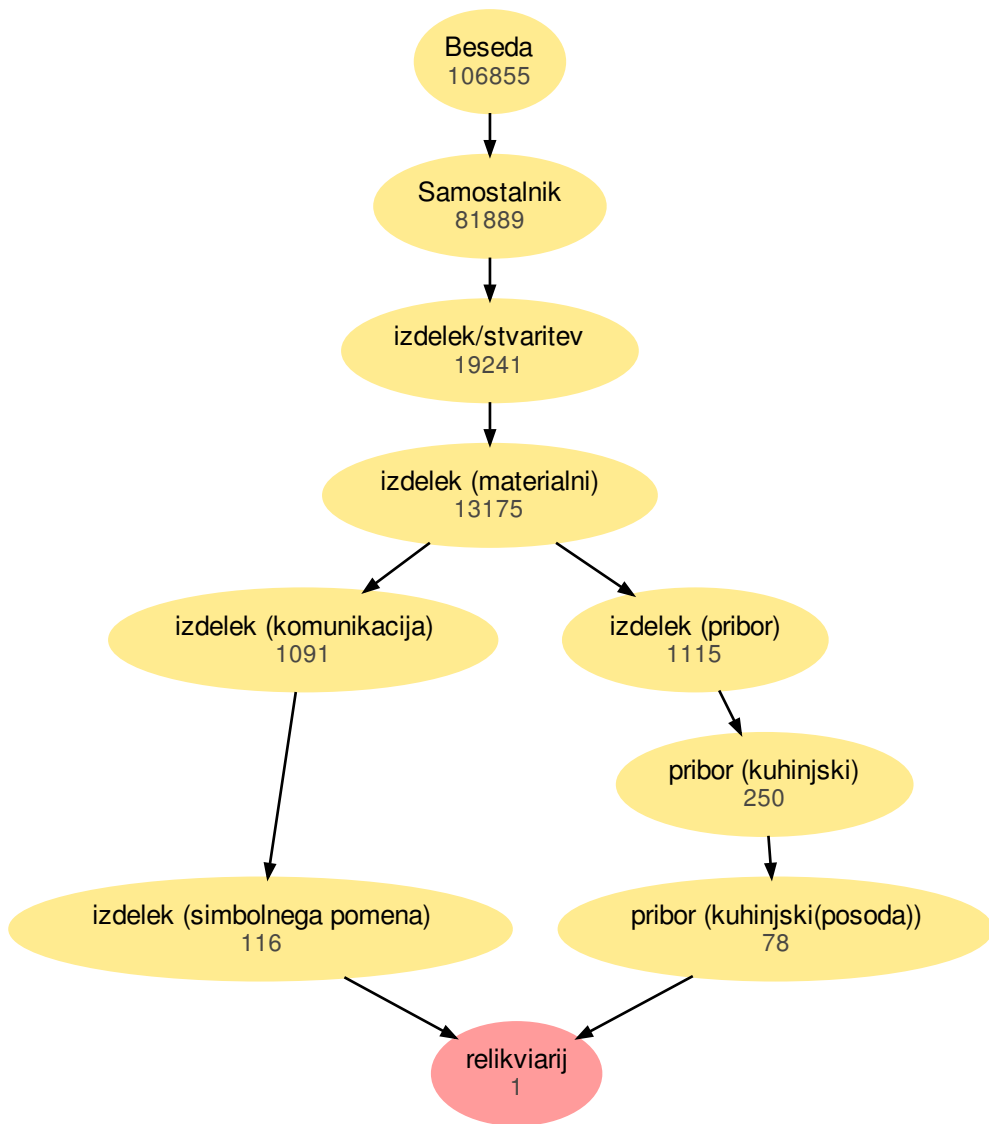 Beseda
106855
Samostalnik
81889
izdelek/stvaritev
19241
izdelek (materialni)
13175
izdelek (komunikacija)
1091
izdelek (pribor)
1115
pribor (kuhinjski)
250
izdelek (simbolnega pomena)
116
pribor (kuhinjski(posoda))
78
relikviarij
1